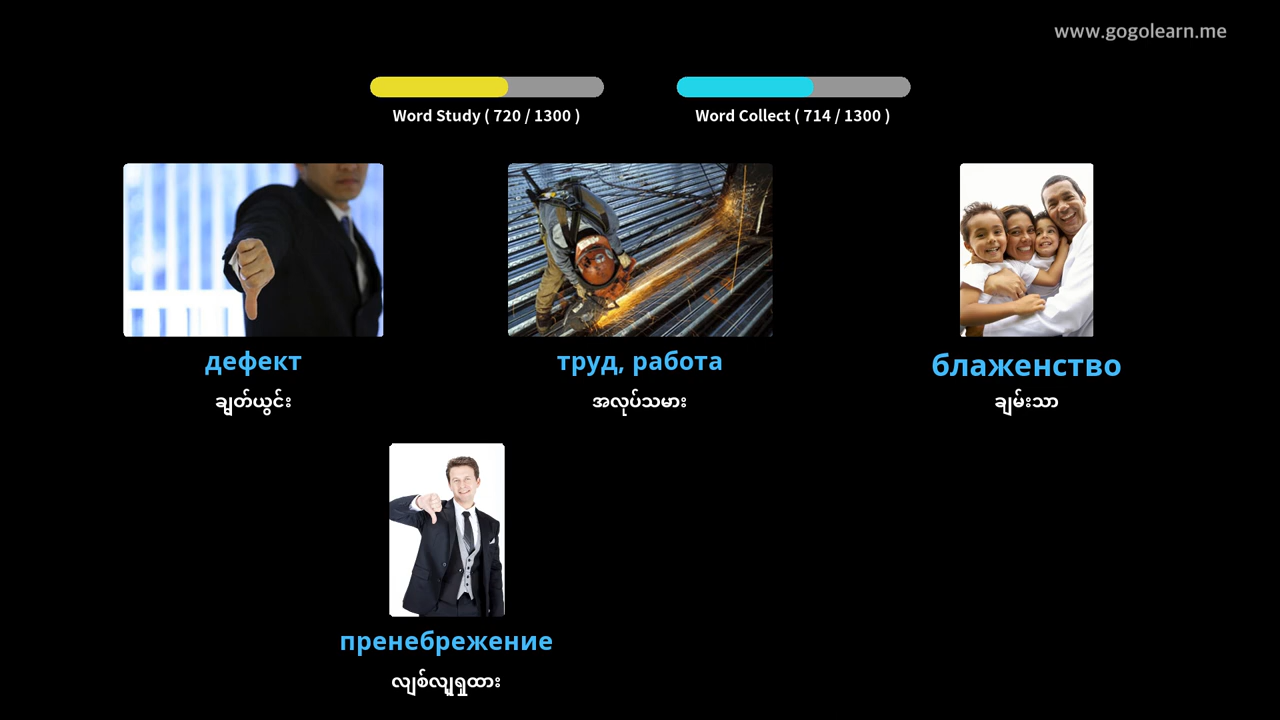 www.gogolearn.me
Word Study ( 720 / 1300 )
Word Collect ( 714 / 1300 )
дефект
труд, работа
блаженство
ချွတ်ယွင်း
အလုပ်သမား
ချမ်းသာ
пренебрежение
လျစ်လျူရှုထား